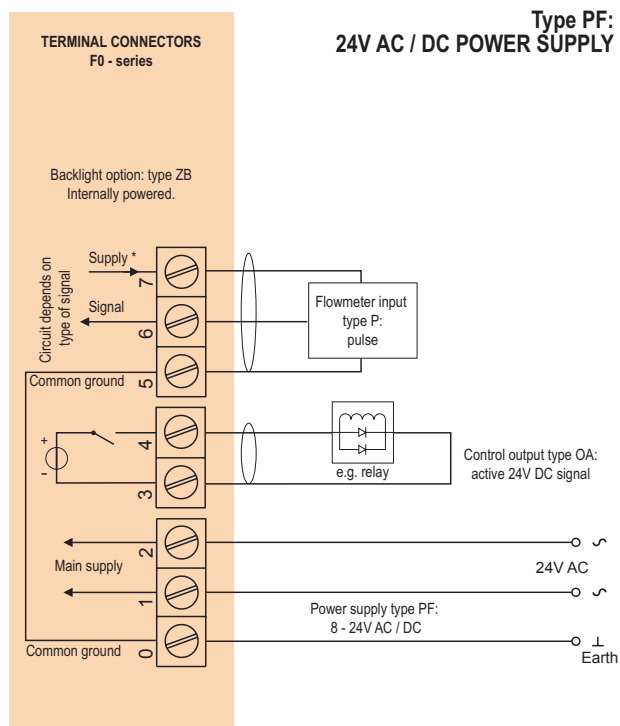 Type PF:
24V AC / DC POWER SUPPLY
TERMINAL CONNECTORS
F0 - series
Backlight option: type ZB
Internally powered.
Circuit depends on
type of signal
Supply *
7
Signal
6
Common ground
5
Flowmeter input
type P:
pulse
+
-
4
3
e.g. relay
Control output type OA:
active 24V DC signal
2
Main supply
1
24V AC
Power supply type PF:
8 - 24V AC / DC
Common ground
0
Earth